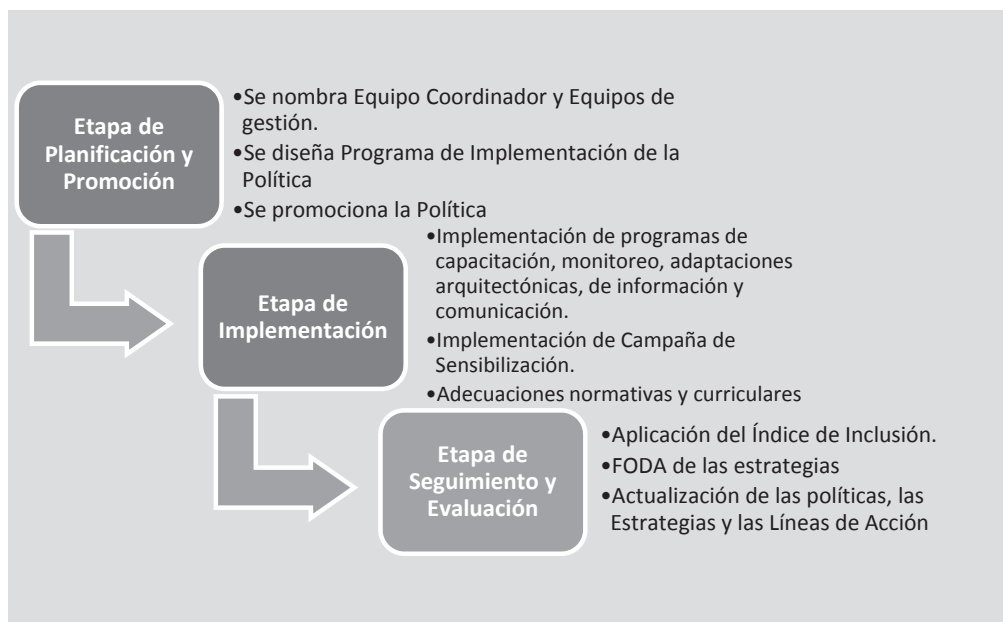 Etapa de
Planificación y
Promoción
•Se nombra Equipo Coordinador y Equipos de
gestión.
•Se diseña Programa de Implementación de la
Política
•Se promociona la Política
Etapa de
Implementación
•Implementación de programas de
capacitación, monitoreo, adaptaciones
arquitectónicas, de información y
comunicación.
•Implementación de Campaña de
Sensibilización.
•Adecuaciones normativas y curriculares
Etapa de
Seguimiento y
Evaluación
•Aplicación del Índice de Inclusión.
•FODA de las estrategias
•Actualización de las políticas, las
Estrategias y las Líneas de Acción